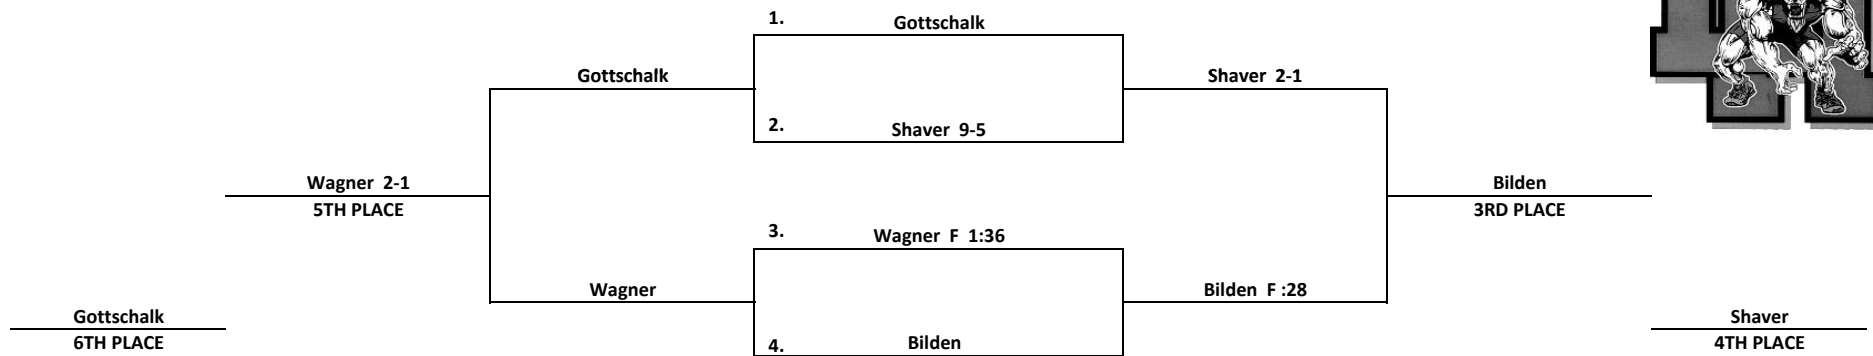 1. Gottschalk
Gottschalk
Shaver 2-1
2. Shaver 9-5
Wagner 2-1
5TH PLACE
Bilden
3RD PLACE
3. Wagner F 1:36
Wagner
Bilden F :28
Gottschalk
6TH PLACE
Shaver
4TH PLACE
4. Bilden